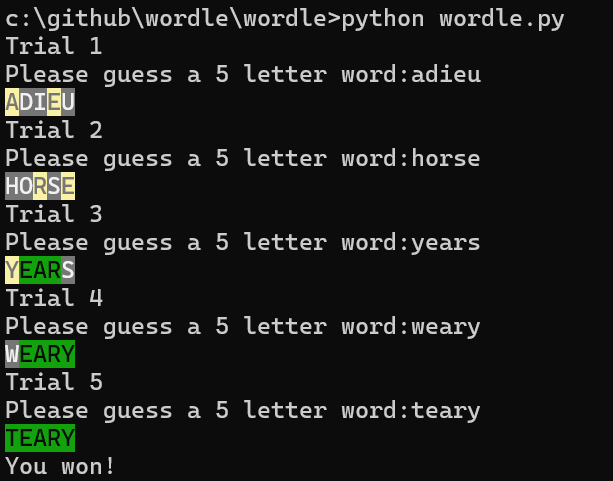 c:\github\wordle\wordle>python wordle.py
Trial 1
Please guess a 5 letter word:adieu
ADIEU
Trial 2
Please guess a 5 letter word:horse
HORSE
Trial 3
Please guess a 5 letter word:years
YEARS
Trial 4
Please guess a 5 letter word:weary
WEARY
Trial 5
Please guess a 5 letter word:teary
TEARY
You won!